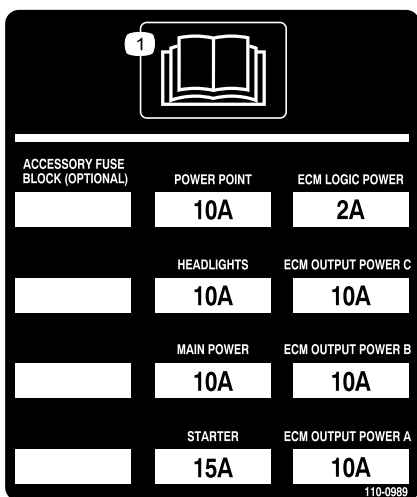 1
ACCESSORY FUSE
BLOCK (OPTIONAL)
POWER POINT
ECM LOGIC POWER
10A
2A
HEADLIGHTS
ECM OUTPUT POWER C
10A
10A
MAIN POWER
ECM OUTPUT POWER B
10A
10A
STARTER
ECM OUTPUT POWER A
15A
10A
110-0989